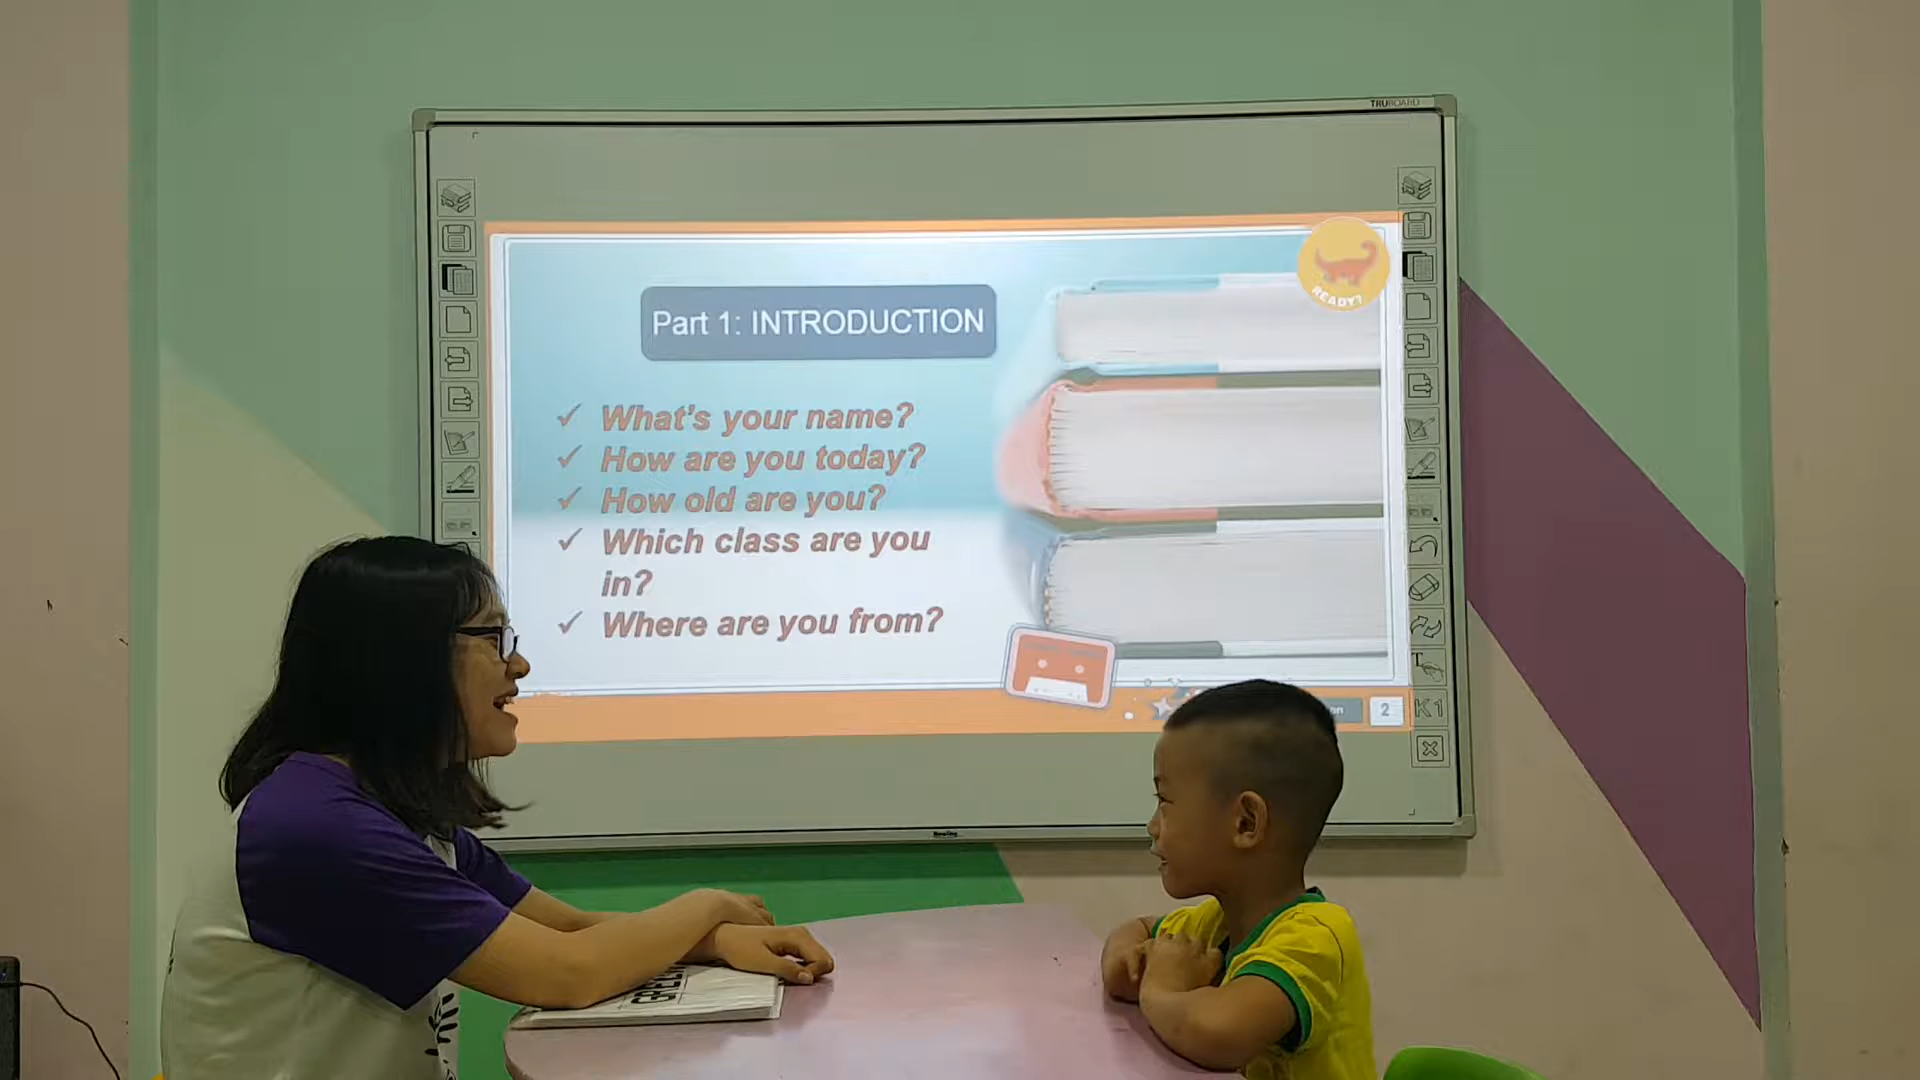 TRUBOARD
READY?
Part 1: INTRODUCTION
✓ What's your name?
✓ How are you today?
✓ How old are you?
✓ Which class are you
in?
✓ Where are you from?
2
K1
T